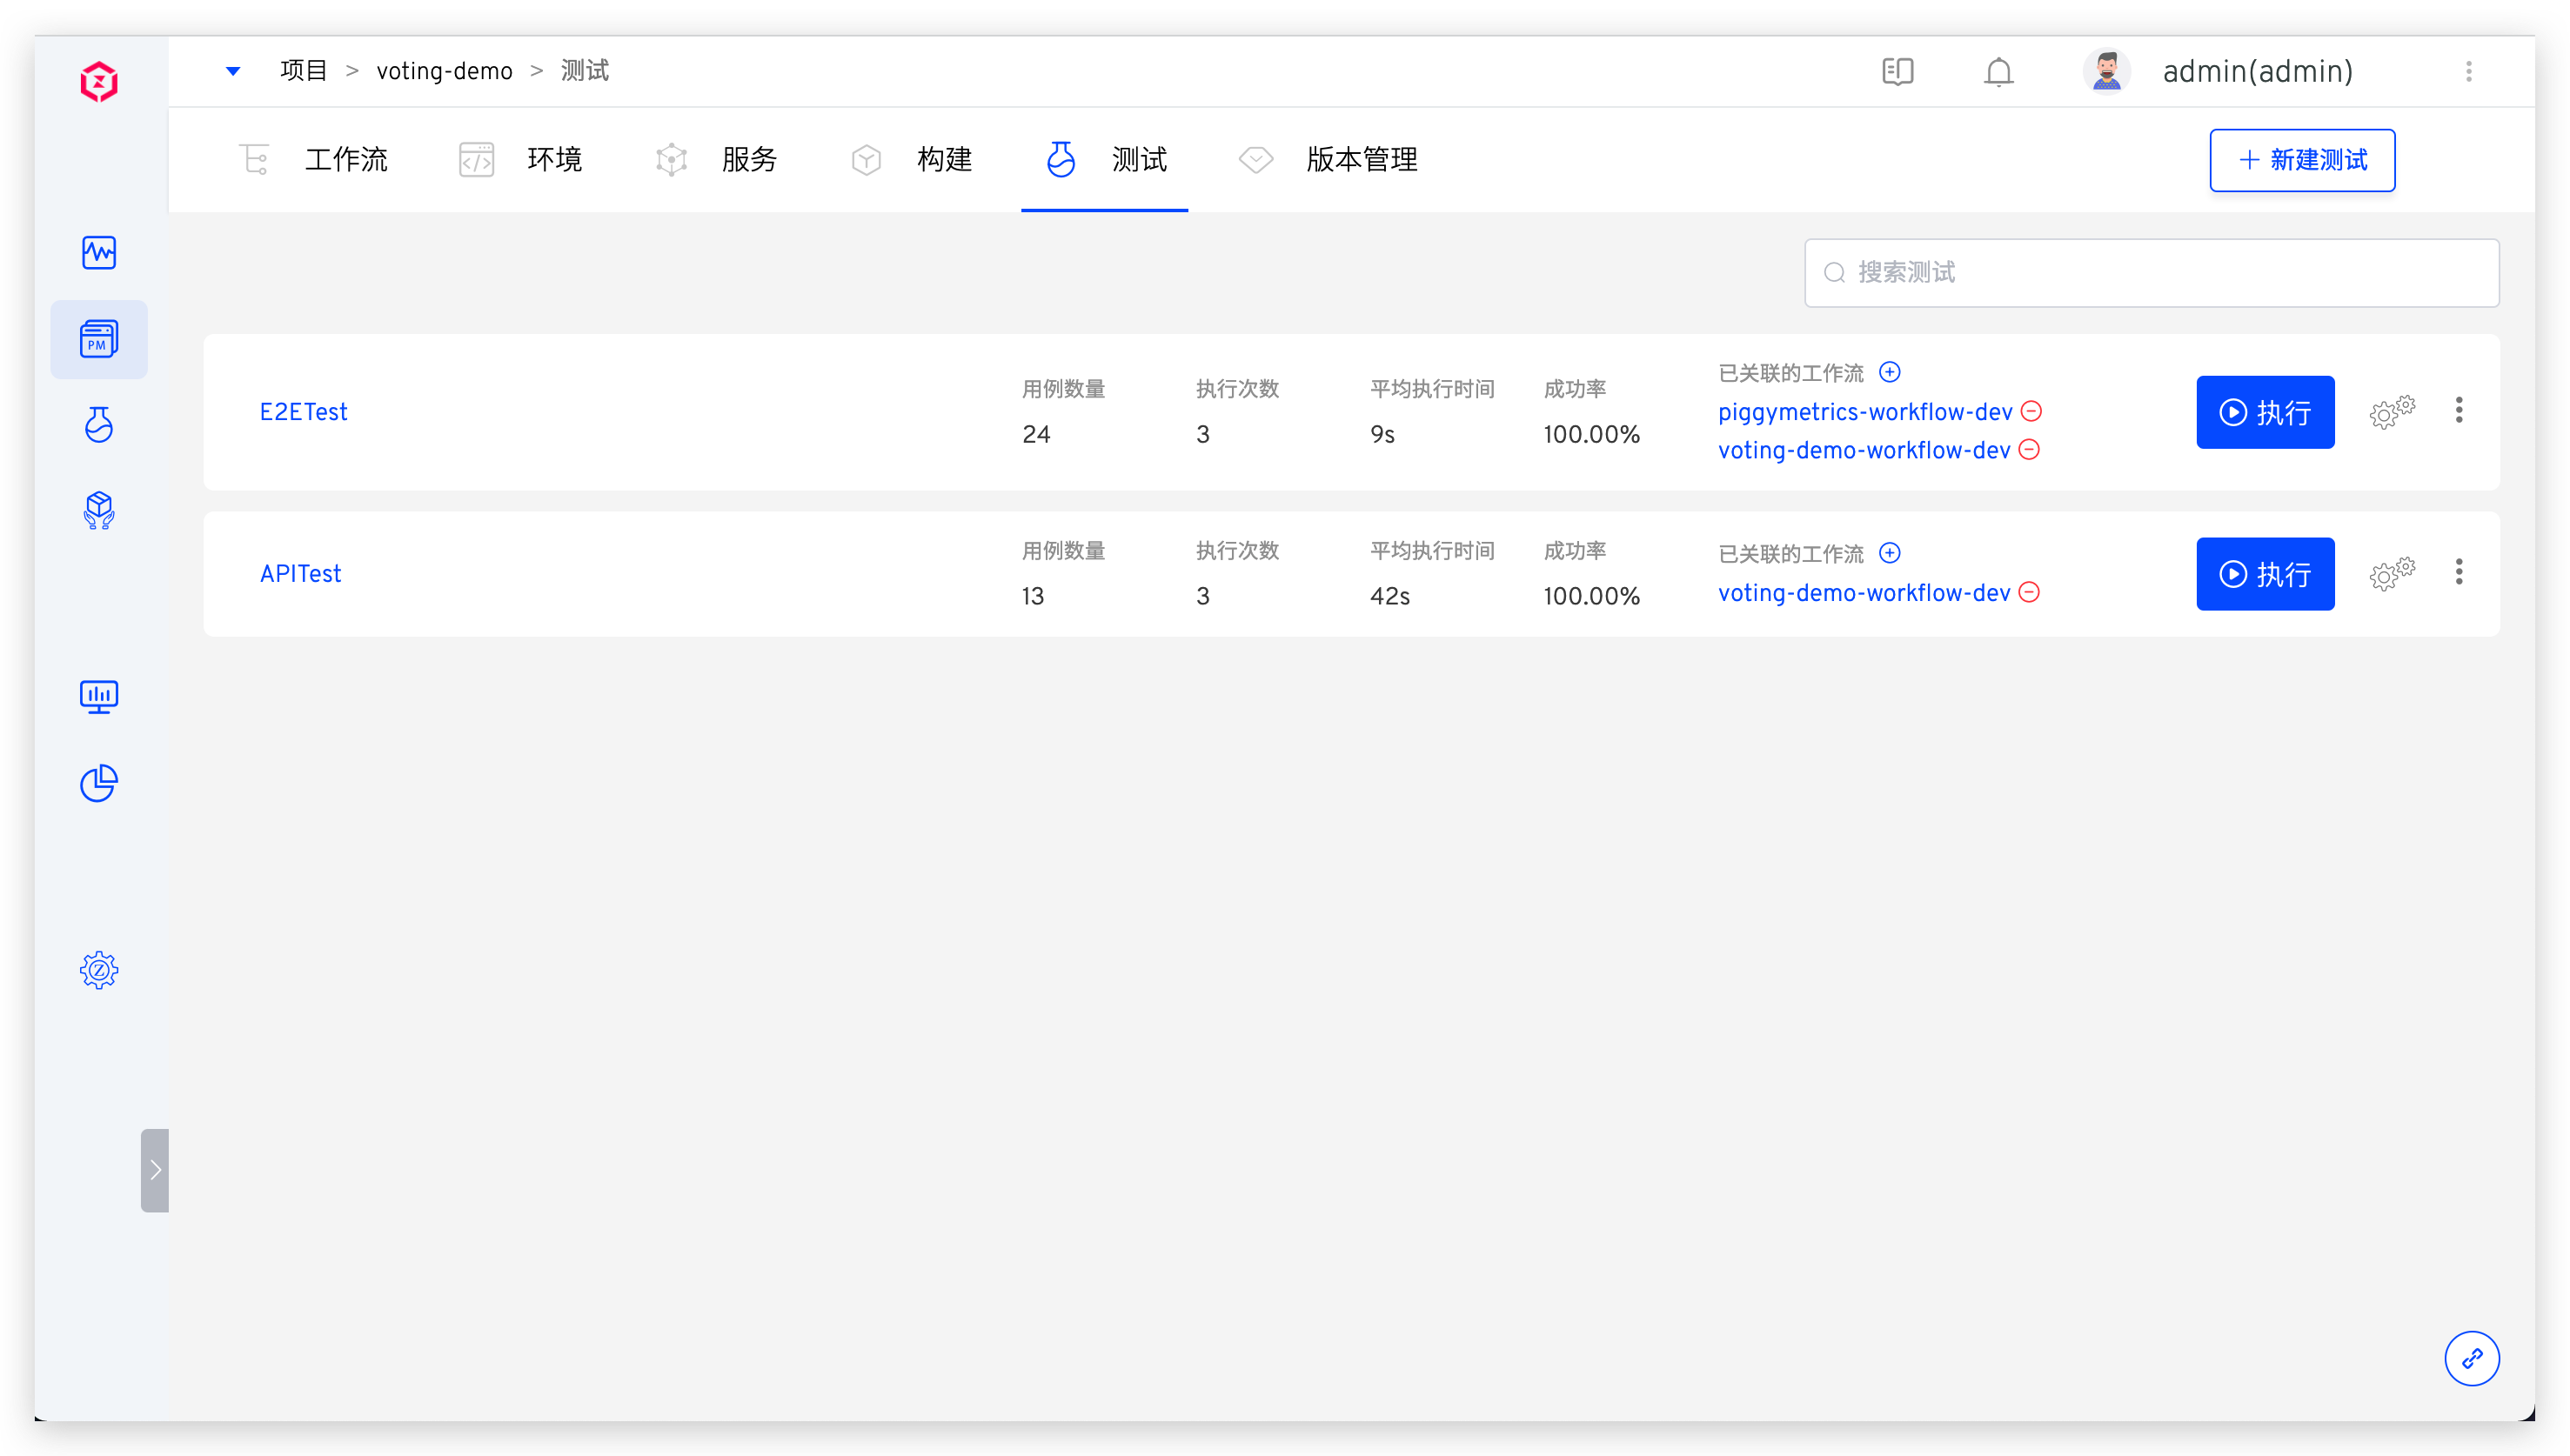 项目 > voting-demo > 测试
admin(admin)
工作流 环境 服务 构建 测试 版本管理
+ 新建测试
搜索测试
PM
E2ETest
用例数量 执行次数 平均执行时间 成功率
24 3 9s 100.00%
已关联的工作流
piggymetrics-workflow-dev
voting-demo-workflow-dev
执行
APITest
用例数量 执行次数 平均执行时间 成功率
13 3 42s 100.00%
已关联的工作流
voting-demo-workflow-dev
执行
Z